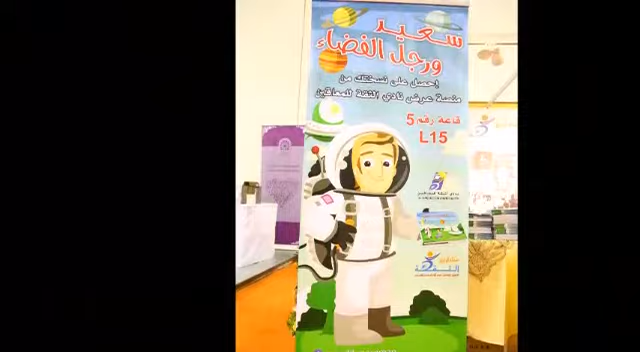 سعيد
ورجل الفضاء
إحصل على نسختك من
منصة عرض نادي الثقة للمعاقين
قاعة رقم 5
L15